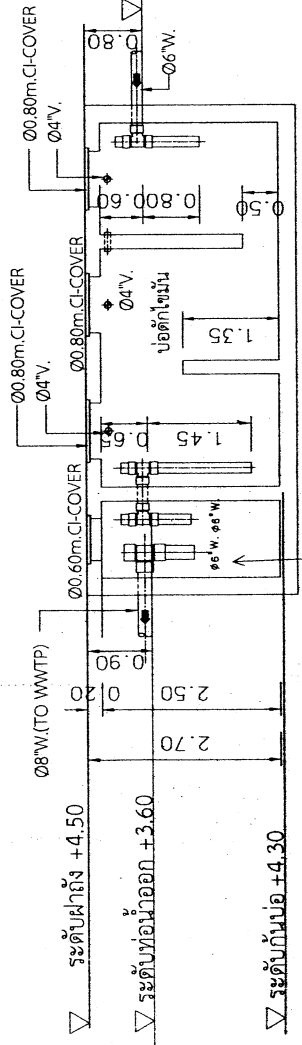 Ø0.80m.CI-COVER
Ø4"V.
Ø0.80m.CI-COVER
Ø4"V.
Ø0.80m.CI-COVER
Ø4"V.
Ø0.60m.CI-COVER
Ø8"W.(TO WWTP)
0.80
Ø6"W.
0.60
0.80
0.50
บ่อดักไขมัน
1.35
0.65
1.45
ø6"W. ø6"W.
0.90
0.20
2.50
2.70
ระดับฝาถัง +4.50
ระดับท่อน้ำออก +3.60
ระดับก้นบ่อ +4.30